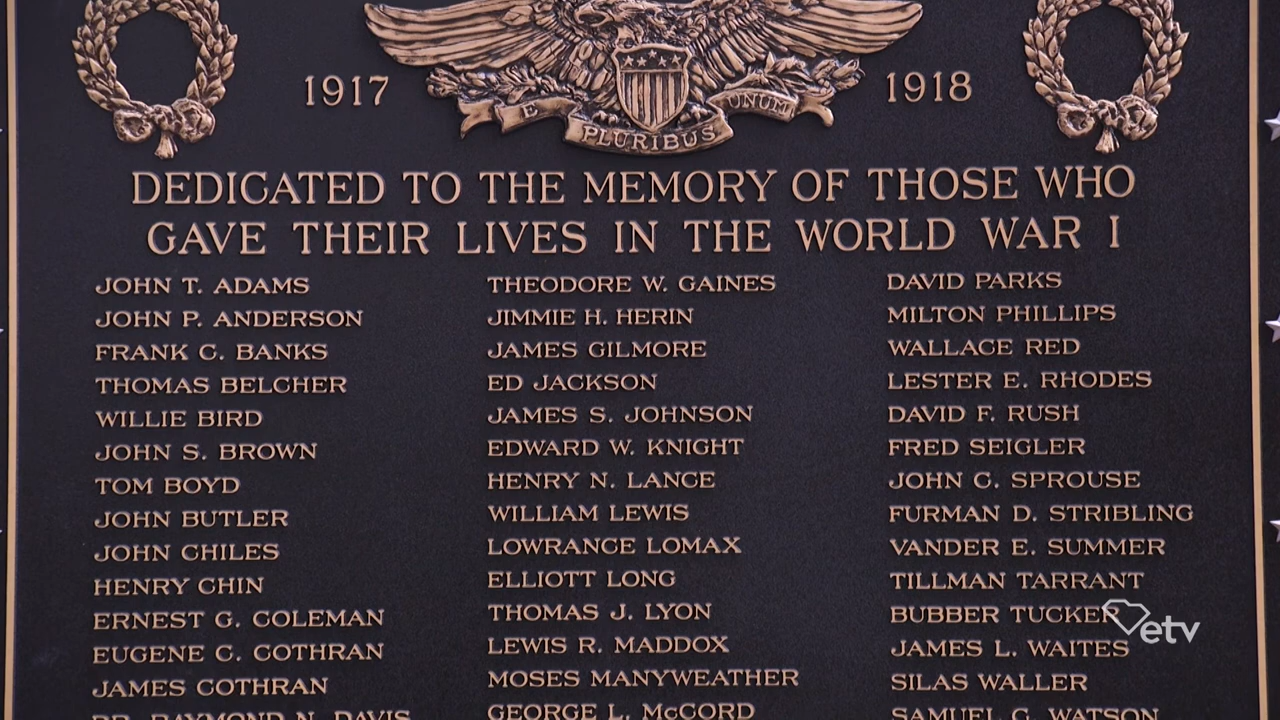 1917
1918
E
PLURIBUS
UNUM
DEDICATED TO THE MEMORY OF THOSE WHO
GAVE THEIR LIVES IN THE WORLD WAR I
JOHN T. ADAMS
JOHN P. ANDERSON
FRANK C. BANKS
THOMAS BELCHER
WILLIE BIRD
JOHN S. BROWN
TOM BOYD
JOHN BUTLER
JOHN CHILES
HENRY CHIN
ERNEST G. COLEMAN
EUGENE C. COTHRAN
JAMES COTHRAN
DR. RAYMOND N. DAVIS
THEODORE W. GAINES
JIMMIE H. HERIN
JAMES GILMORE
ED JACKSON
JAMES S. JOHNSON
EDWARD W. KNIGHT
HENRY N. LANCE
WILLIAM LEWIS
LOWRANCE LOMAX
ELLIOTT LONG
THOMAS J. LYON
LEWIS R. MADDOX
MOSES MANYWEATHER
GEORGE L. McCORD
DAVID PARKS
MILTON PHILLIPS
WALLACE RED
LESTER E. RHODES
DAVID F. RUSH
FRED SEIGLER
JOHN C. SPROUSE
FURMAN D. STRIBLING
VANDER E. SUMMER
TILLMAN TARRANT
BUBBER TUCKER
JAMES L. WAITES
SILAS WALLER
SAMUEL G. WATSON
etv